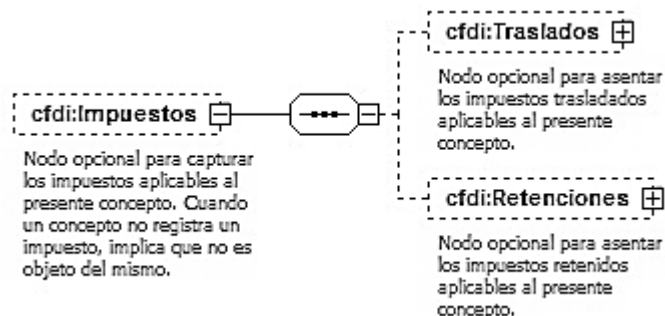 cfdi:Traslados
Nodo opcional para asentar
los impuestos trasladados
aplicables al presente
concepto.
cfdi:Impuestos
Nodo opcional para capturar
los impuestos aplicables al
presente concepto. Cuando
un concepto no registra un
impuesto, implica que no es
objeto del mismo.
cfdi:Retenciones
Nodo opcional para asentar
los impuestos retenidos
aplicables al presente
concepto.